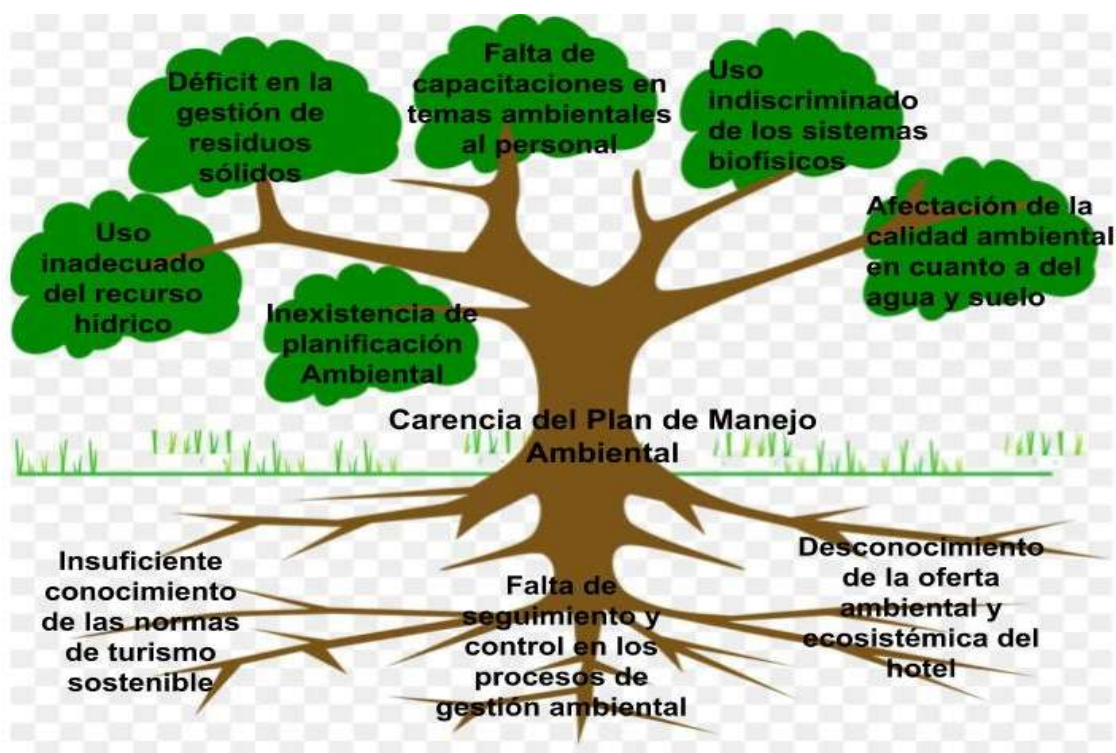 Déficit en la
gestión de
residuos
sólidos
Falta de
capacitaciones en
temas ambientales
al personal
Uso
indiscriminado
de los sistemas
biofísicos
Uso
inadecuado
del recurso
hídrico
Inexistencia de
planificación
Ambiental
Afectación de la
calidad ambiental
en cuanto a del
agua y suelo
Carencia del Plan de Manejo
Ambiental
Insuficiente
conocimiento
de las normas
de turismo
sostenible
Falta de
seguimiento y
control en los
procesos de
gestión ambiental
Desconocimiento
de la oferta
ambiental y
ecosistémica del
hotel